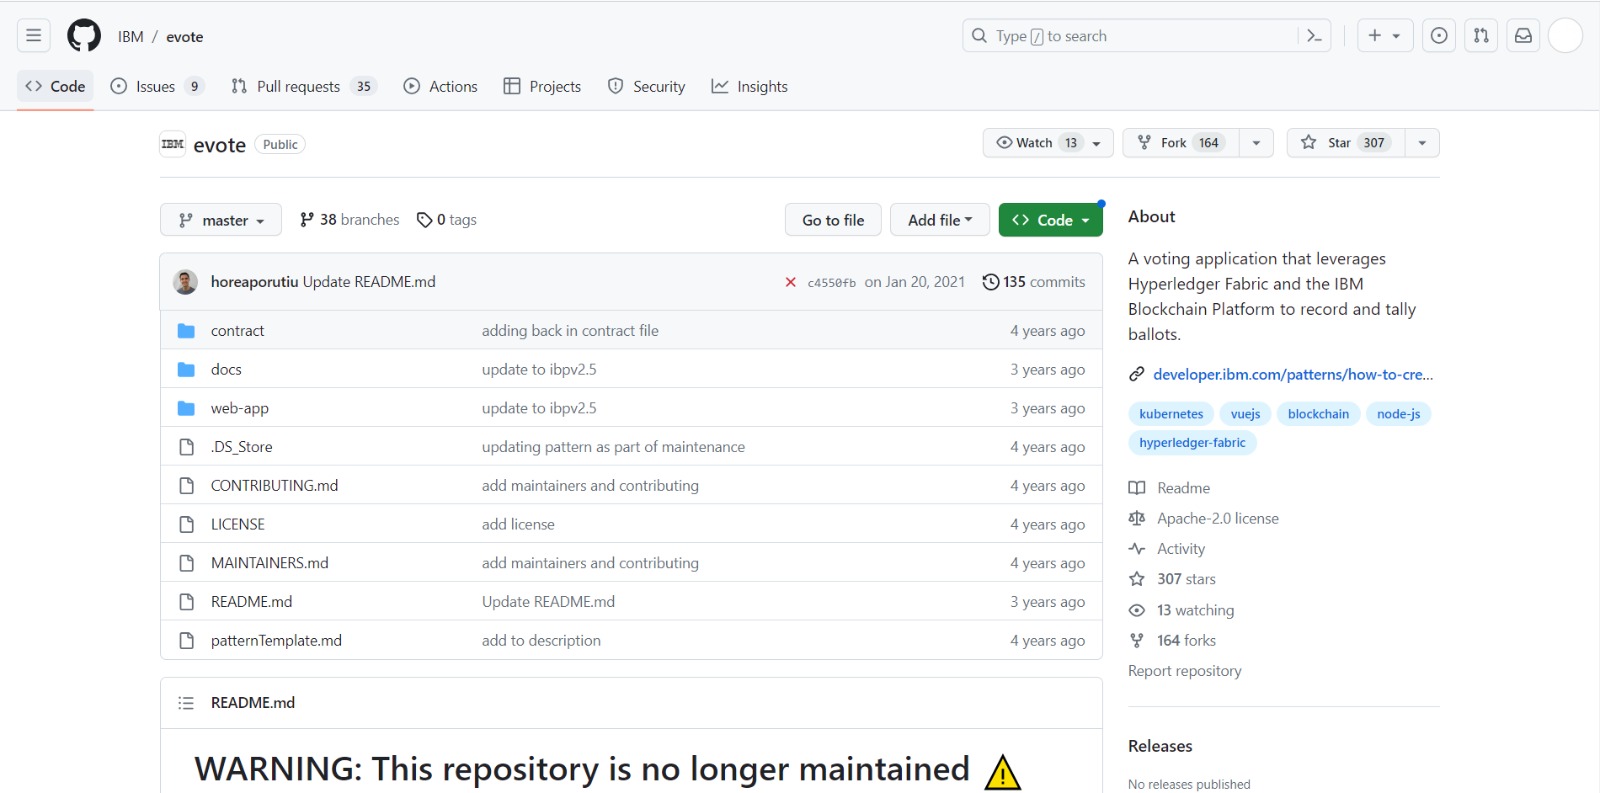 IBM / evote
Type / to search
Code Issues 9 Pull requests 35 Actions Projects Security Insights
IBM evote Public
Watch 13 Fork 164 Star 307
master 38 branches 0 tags Go to file Add file Code
horeaporutiu Update README.md c4550fb on Jan 20, 2021 135 commits
contract adding back in contract file 4 years ago
docs update to ibpv2.5 3 years ago
web-app update to ibpv2.5 3 years ago
.DS_Store updating pattern as part of maintenance 4 years ago
CONTRIBUTING.md add maintainers and contributing 4 years ago
LICENSE add license 4 years ago
MAINTAINERS.md add maintainers and contributing 4 years ago
README.md Update README.md 3 years ago
patternTemplate.md add to description 4 years ago
README.md
WARNING: This repository is no longer maintained
About
A voting application that leverages
Hyperledger Fabric and the IBM
Blockchain Platform to record and tally
ballots.
developer.ibm.com/patterns/how-to-cre...
kubernetes vuejs blockchain node-js
hyperledger-fabric
Readme
Apache-2.0 license
Activity
307 stars
13 watching
164 forks
Report repository
Releases
No releases published